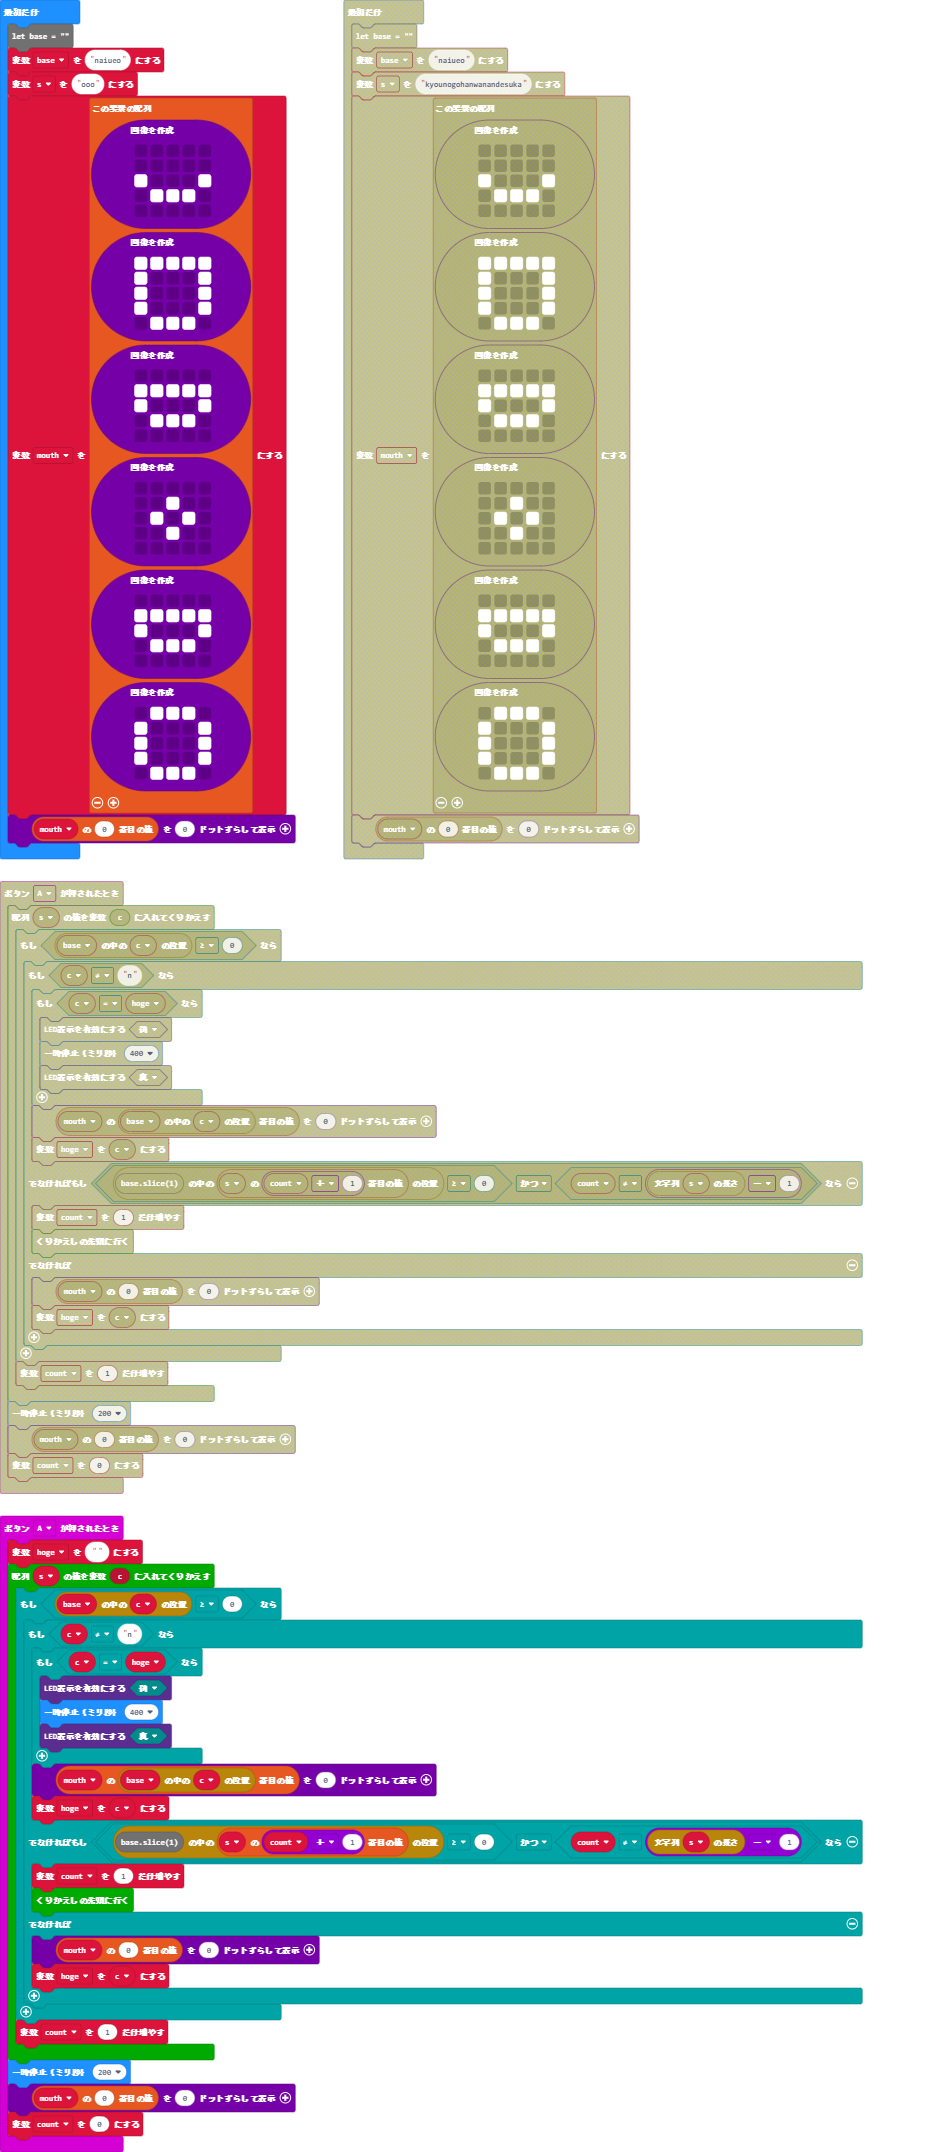 最初だけ
let base = ""
変数 base を "naiueo" にする
変数 s を "ooo" にする
この要素の配列
画像を作成
画像を作成
画像を作成
変数 mouth を にする
画像を作成
画像を作成
画像を作成
mouth の 0 番目の値 を 0 ドットずらして表示
最初だけ
let base = ""
変数 base を "naiueo" にする
変数 s を "kyounogohanwanandesuka" にする
この要素の配列
画像を作成
画像を作成
画像を作成
変数 mouth を にする
画像を作成
画像を作成
画像を作成
mouth の 0 番目の値 を 0 ドットずらして表示
ボタン A が押されたとき
配列 s の値を変数 c に入れてくりかえす
もし base の中の c の位置 ≥ 0 なら
もし c ≠ "n" なら
もし c = hoge なら
LED表示を有効にする 偽
一時停止（ミリ秒） 400
LED表示を有効にする 真
mouth の base の中の c の位置 番目の値 を 0 ドットずらして表示
変数 hoge を c にする
でなければもし base.slice(1) の中の s の count + 1 番目の値 の位置 ≥ 0 かつ count ≠ 文字列 s の長さ - 1 なら
変数 count を 1 だけ増やす
くりかえしの先頭に行く
でなければ
mouth の 0 番目の値 を 0 ドットずらして表示
変数 hoge を c にする
変数 count を 1 だけ増やす
一時停止（ミリ秒） 200
mouth の 0 番目の値 を 0 ドットずらして表示
変数 count を 0 にする
ボタン A が押されたとき
変数 hoge を "" にする
配列 s の値を変数 c に入れてくりかえす
もし base の中の c の位置 ≥ 0 なら
もし c ≠ "n" なら
もし c = hoge なら
LED表示を有効にする 偽
一時停止（ミリ秒） 400
LED表示を有効にする 真
mouth の base の中の c の位置 番目の値 を 0 ドットずらして表示
変数 hoge を c にする
でなければもし base.slice(1) の中の s の count + 1 番目の値 の位置 ≥ 0 かつ count ≠ 文字列 s の長さ - 1 なら
変数 count を 1 だけ増やす
くりかえしの先頭に行く
でなければ
mouth の 0 番目の値 を 0 ドットずらして表示
変数 hoge を c にする
変数 count を 1 だけ増やす
一時停止（ミリ秒） 200
mouth の 0 番目の値 を 0 ドットずらして表示
変数 count を 0 にする